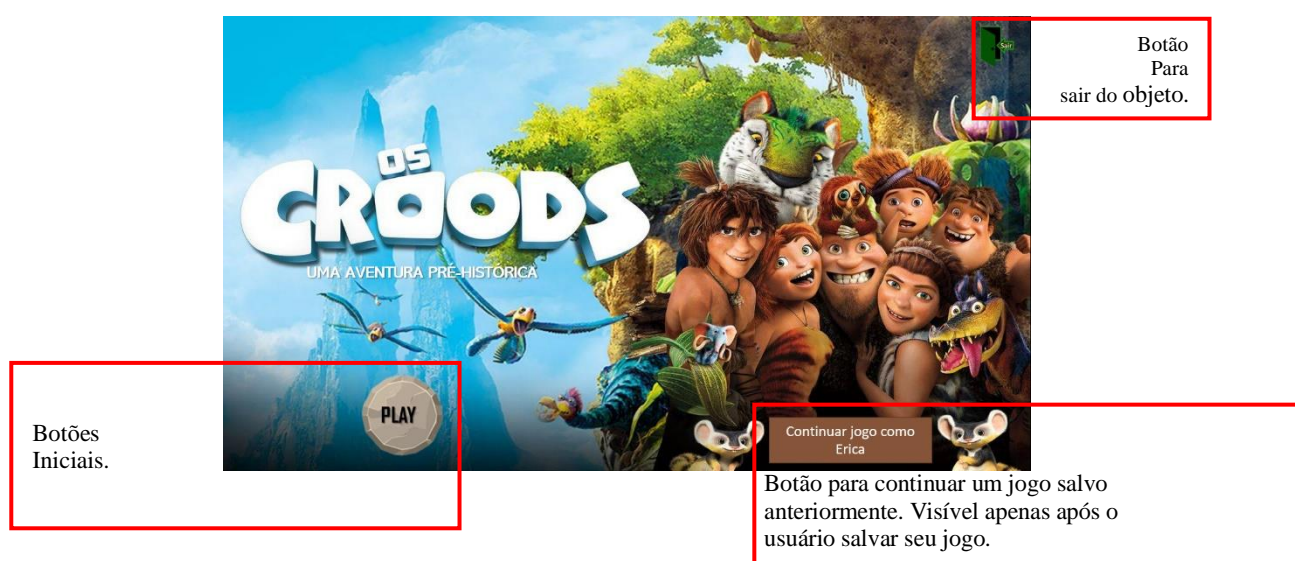 Sair
Botão
Para
sair do objeto.
OS
CROODS
UMA AVENTURA PRÉ-HISTÓRICA
Botões
Iniciais.
PLAY
Continuar jogo como
Erica
Botão para continuar um jogo salvo
anteriormente. Visível apenas após o
usuário salvar seu jogo.